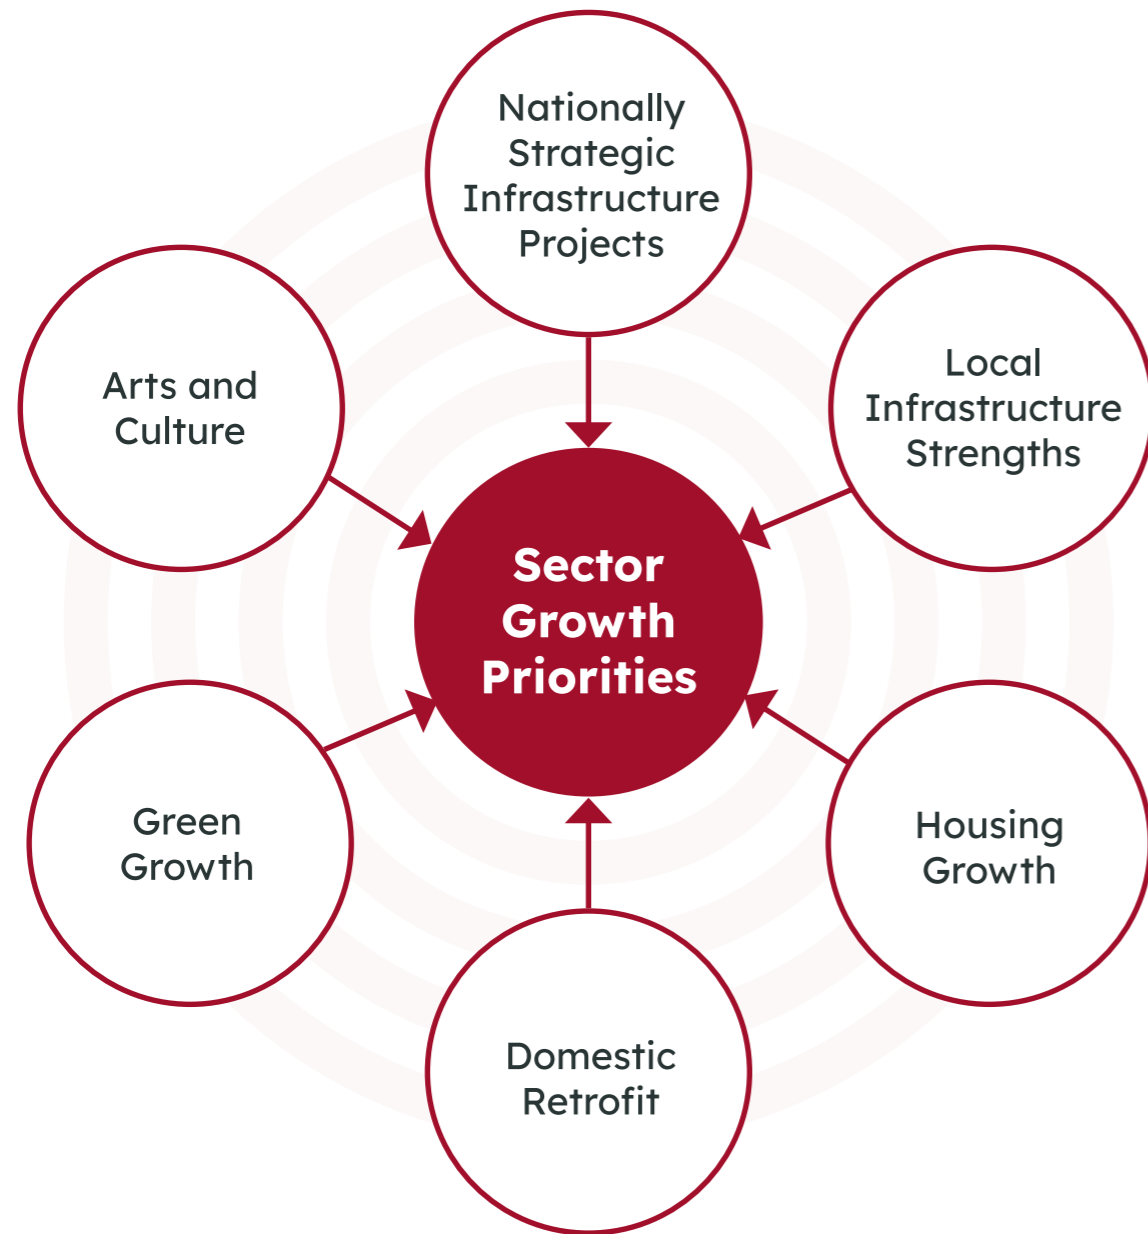 Nationally
Strategic
Infrastructure
Projects
Local
Infrastructure
Strengths
Housing
Growth
Domestic
Retrofit
Green
Growth
Arts and
Culture
Sector
Growth
Priorities